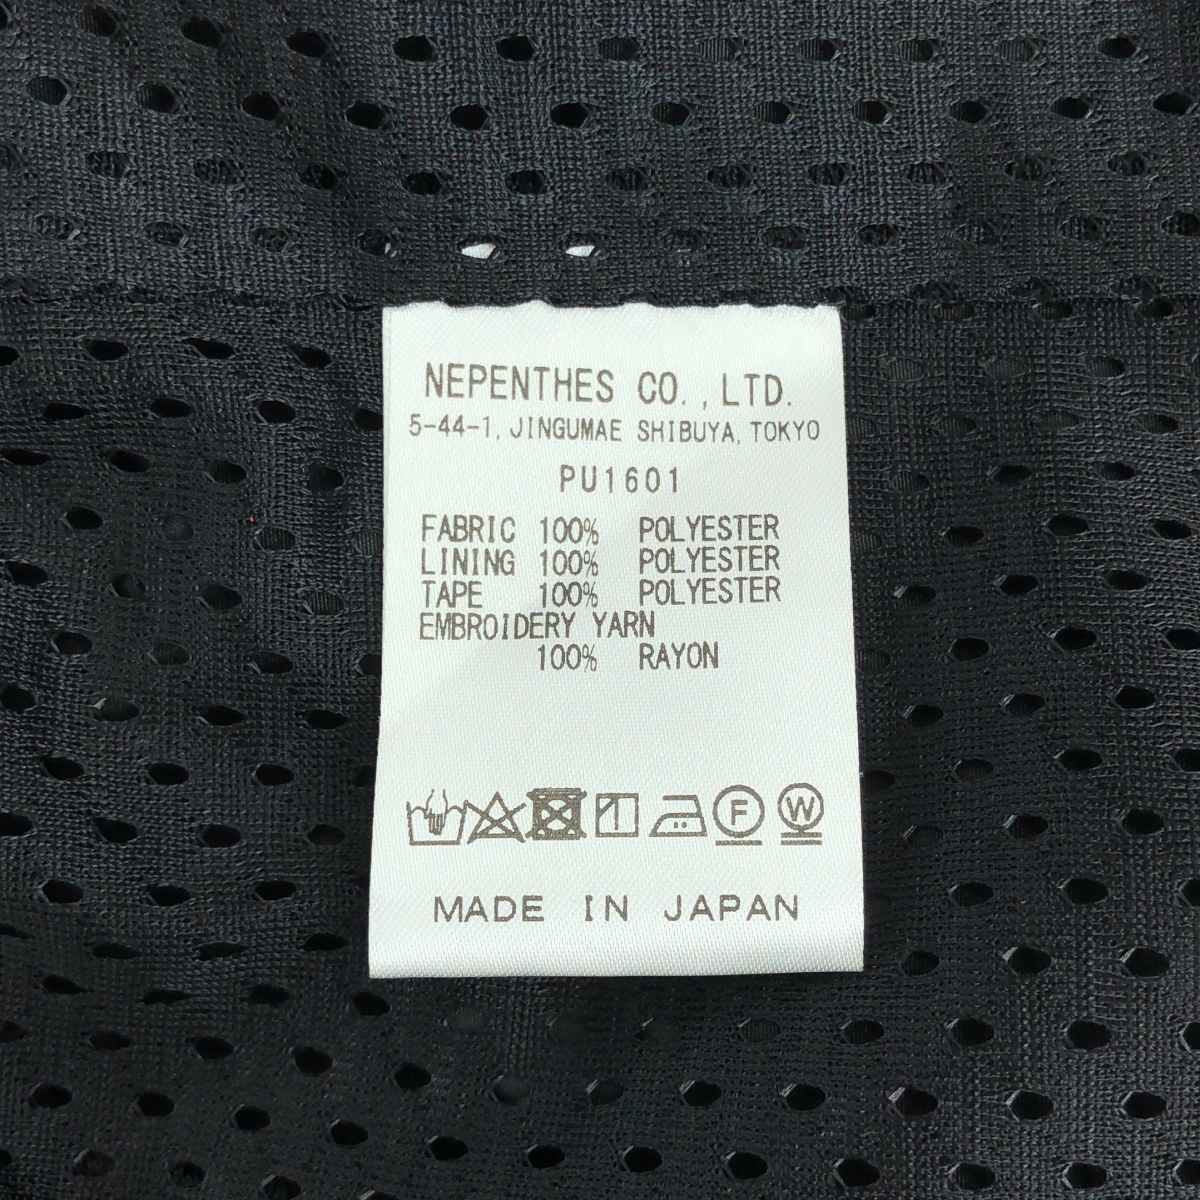 NEPENTHES CO.,LTD.
5-44-1, JINGUMAE SHIBUYA, TOKYO
PU1601
FABRIC 100% POLYESTER
LINING 100% POLYESTER
TAPE 100% POLYESTER
EMBROIDERY YARN
100% RAYON
F W
MADE IN JAPAN